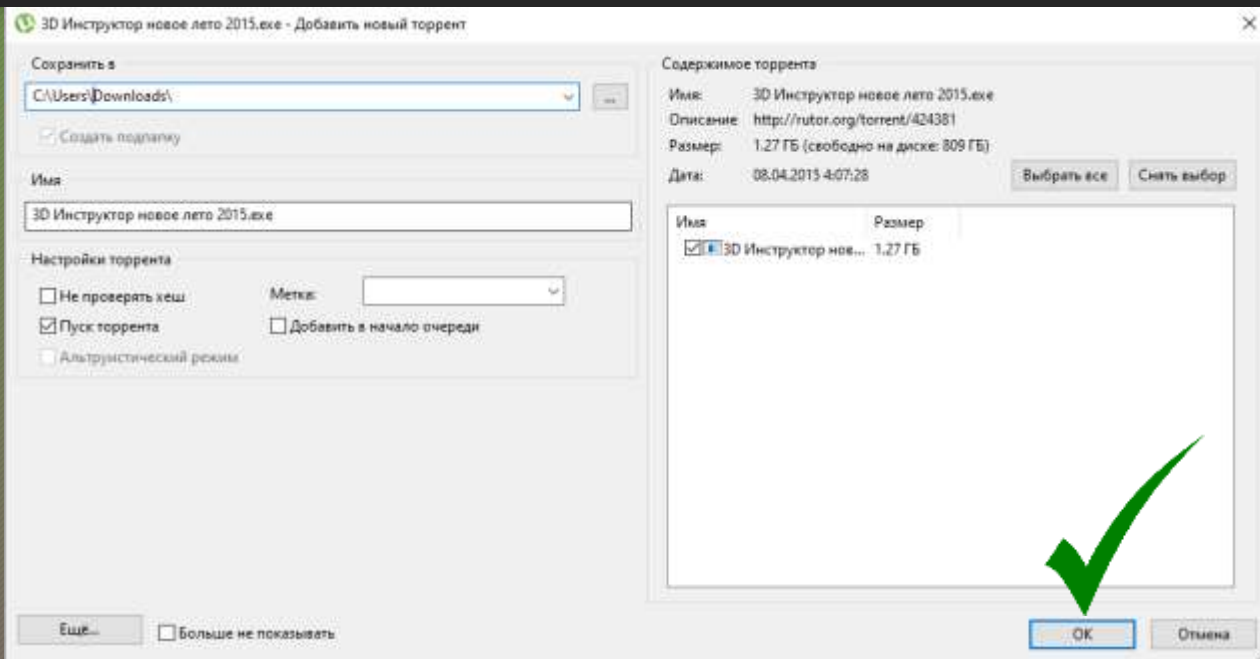 3D Инструктор новое лето 2015.exe - Добавить новый торрент
Сохранить в
C:\Users\Downloads\
...
Создать подпапку
Имя
3D Инструктор новое лето 2015.exe
Настройки торрента
Не проверять хеш
Метка:
Пуск торрента
Добавить в начало очереди
Альтруистический режим
Содержимое торрента
Имя: 3D Инструктор новое лето 2015.exe
Описание http://rutor.org/torrent/424381
Размер: 1.27 ГБ (свободно на диске: 809 ГБ)
Дата: 08.04.2015 4:07:28
Выбрать все
Снять выбор
Имя Размер
3D Инструктор нов... 1.27 ГБ
Ещё...
Больше не показывать
OK
Отмена